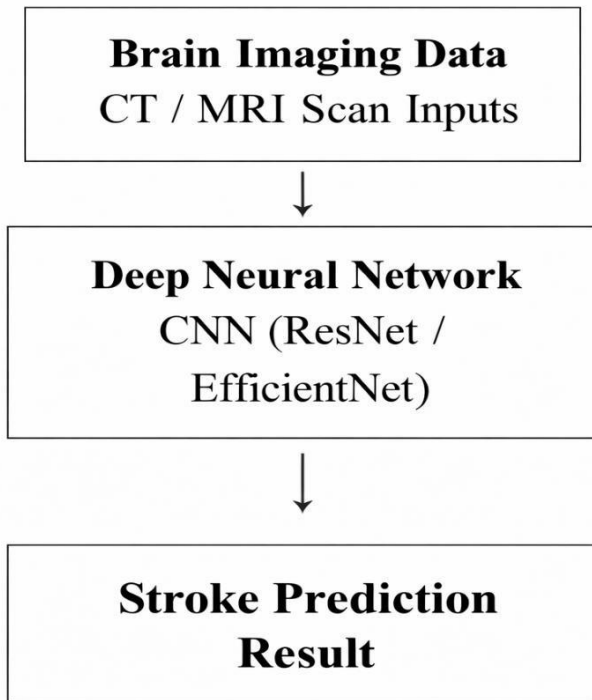 Brain Imaging Data
CT / MRI Scan Inputs
Deep Neural Network
CNN (ResNet /
EfficientNet)
Stroke Prediction
Result